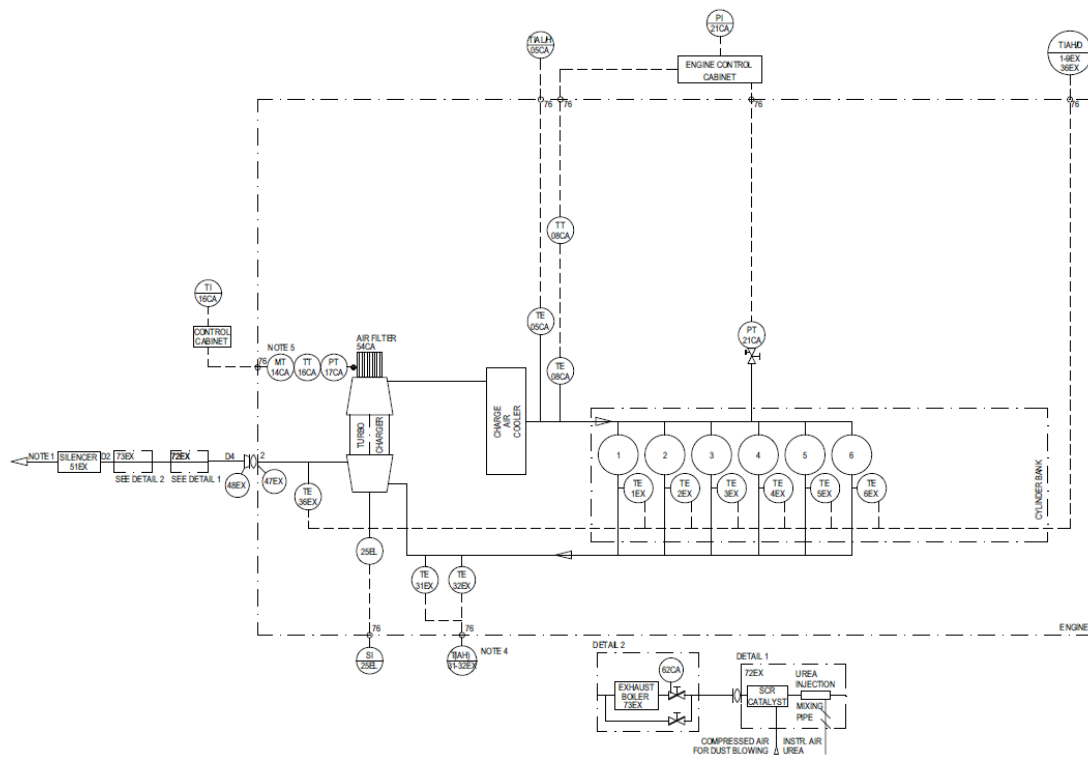 PI
21CA
TIAL/H
05CA
ENGINE CONTROL
CABINET
TIAH/D
1-9EX
36EX
76
76
76
76
TT
08CA
TI
16CA
CONTROL
CABINET
TE
05CA
PT
21CA
NOTE 5
AIR FILTER
54CA
76
MT
14CA
TT
16CA
PT
17CA
TE
08CA
TURBO
CHARGER
CHARGE
AIR
COOLER
1
2
3
4
5
6
NOTE 1
SILENCER
51EX
D2
73EX
72EX
D4
2
SEE DETAIL 2
SEE DETAIL 1
48EX
47EX
TE
36EX
TE
1EX
TE
2EX
TE
3EX
TE
4EX
TE
5EX
TE
6EX
CYLINDER BANK
25EL
TE
31EX
TE
32EX
76
76
ENGINE
SI
25EL
TI(AH)
31-32EX
NOTE 4
DETAIL 2
62CA
EXHAUST
BOILER
73EX
DETAIL 1
72EX
UREA
INJECTION
SCR
CATALYST
MIXING
PIPE
COMPRESSED AIR
FOR DUST BLOWING
INSTR. AIR
UREA